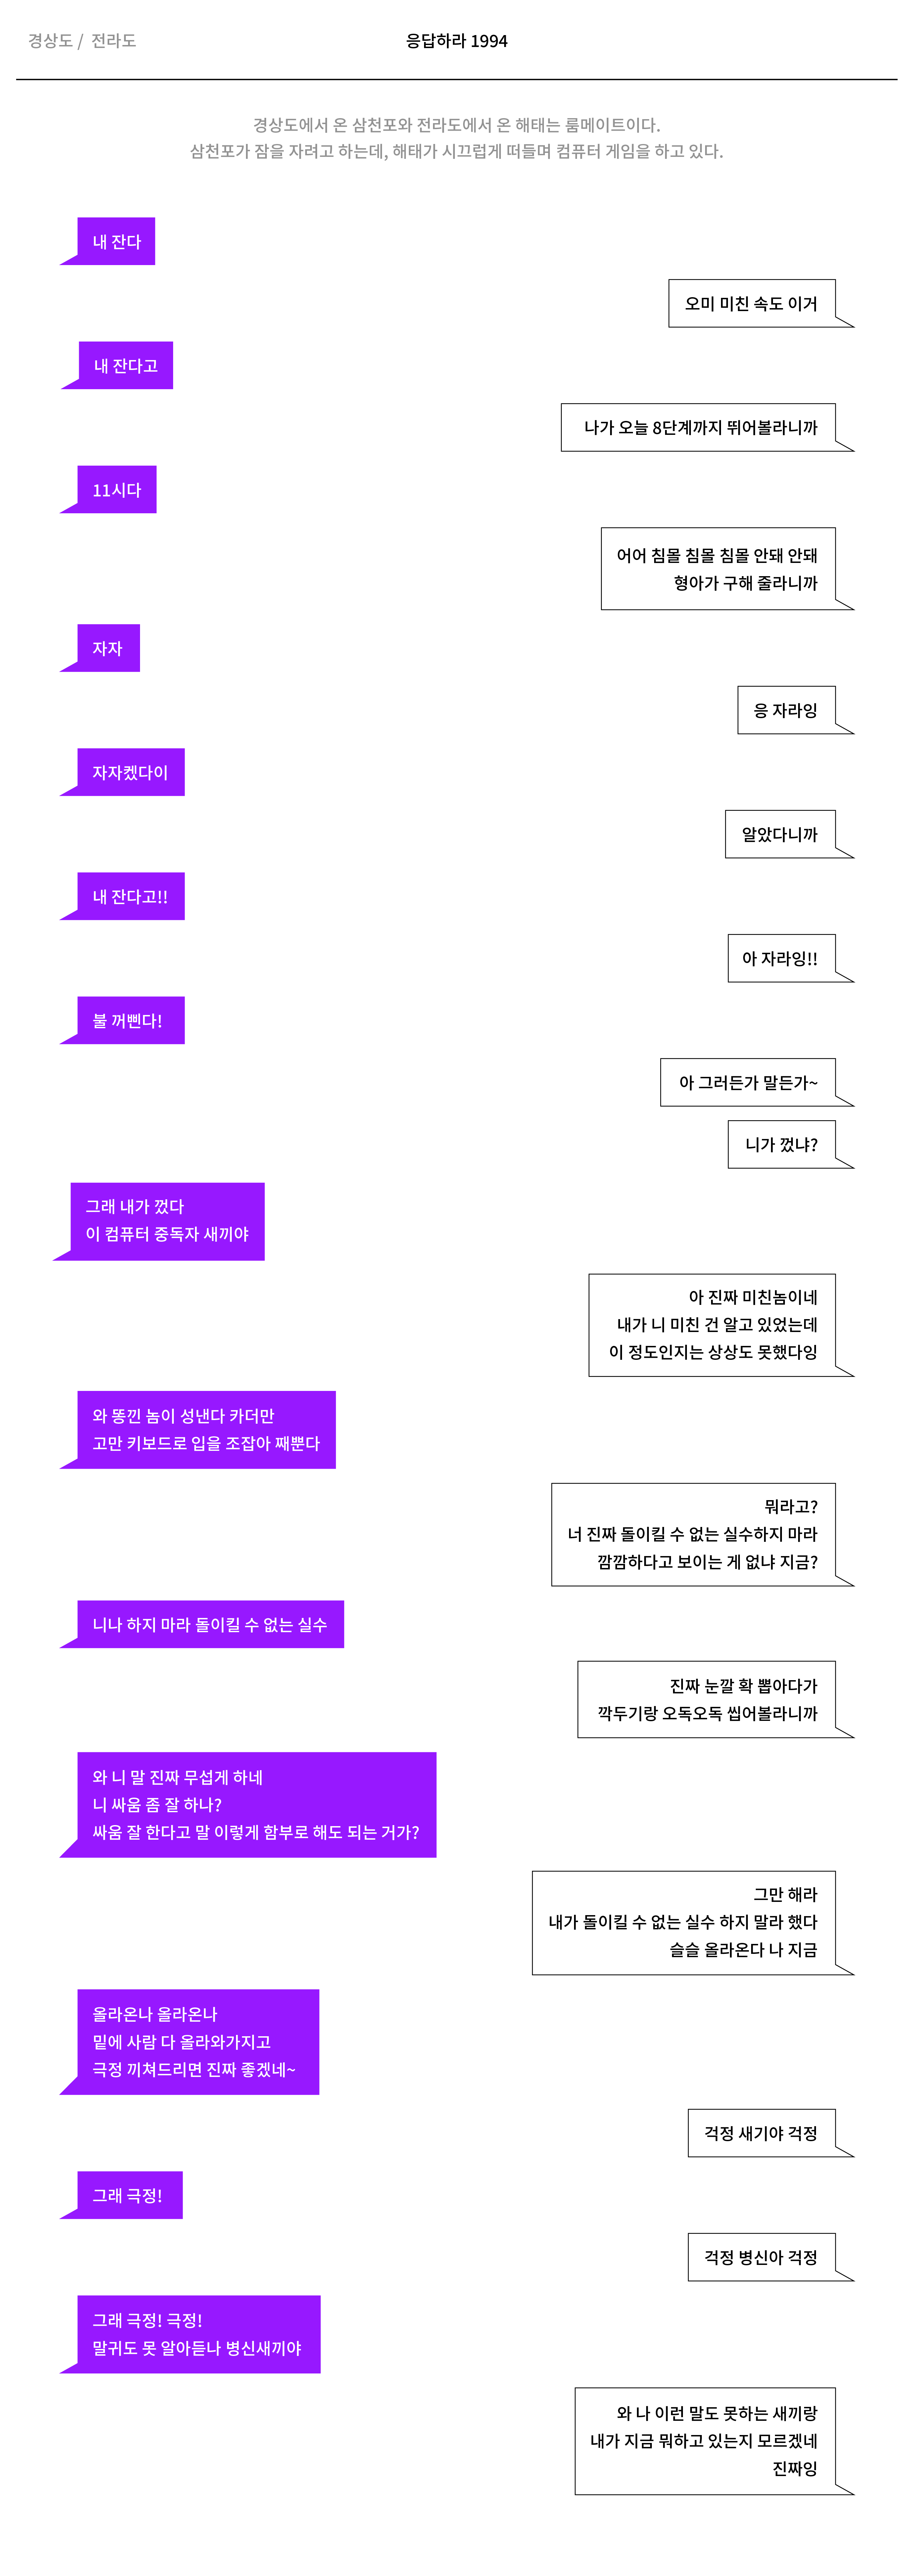 경상도 / 전라도
응답하라 1994
경상도에서 온 삼천포와 전라도에서 온 해태는 룸메이트이다.
삼천포가 잠을 자려고 하는데, 해태가 시끄럽게 떠들며 컴퓨터 게임을 하고 있다.
내 잔다
오미 미친 속도 이거
내 잔다고
나가 오늘 8단계까지 뛰어볼라니까
11시다
어어 침몰 침몰 침몰 안돼 안돼
형아가 구해 줄라니까
자자
응 자라잉
자자켔다이
알았다니까
내 잔다고!!
아 자라잉!!
불 꺼삔다!
아 그러든가 말든가~
니가 껐냐?
그래 내가 껐다
이 컴퓨터 중독자 새끼야
아 진짜 미친놈이네
내가 니 미친 건 알고 있었는데
이 정도인지는 상상도 못했다잉
와 똥낀 놈이 성낸다 카더만
고만 키보드로 입을 조잡아 째뿐다
뭐라고?
너 진짜 돌이킬 수 없는 실수하지 마라
깜깜하다고 보이는 게 없냐 지금?
니나 하지 마라 돌이킬 수 없는 실수
진짜 눈깔 확 뽑아다가
깍두기랑 오독오독 씹어볼라니까
와 니 말 진짜 무섭게 하네
니 싸움 좀 잘 하나?
싸움 잘 한다고 말 이렇게 함부로 해도 되는 거가?
그만 해라
내가 돌이킬 수 없는 실수 하지 말라 했다
슬슬 올라온다 나 지금
올라온나 올라온나
밑에 사람 다 올라와가지고
극정 끼쳐드리면 진짜 좋겠네~
걱정 새기야 걱정
그래 극정!
걱정 병신아 걱정
그래 극정! 극정!
말귀도 못 알아듣나 병신새끼야
와 나 이런 말도 못하는 새끼랑
내가 지금 뭐하고 있는지 모르겠네
진짜잉